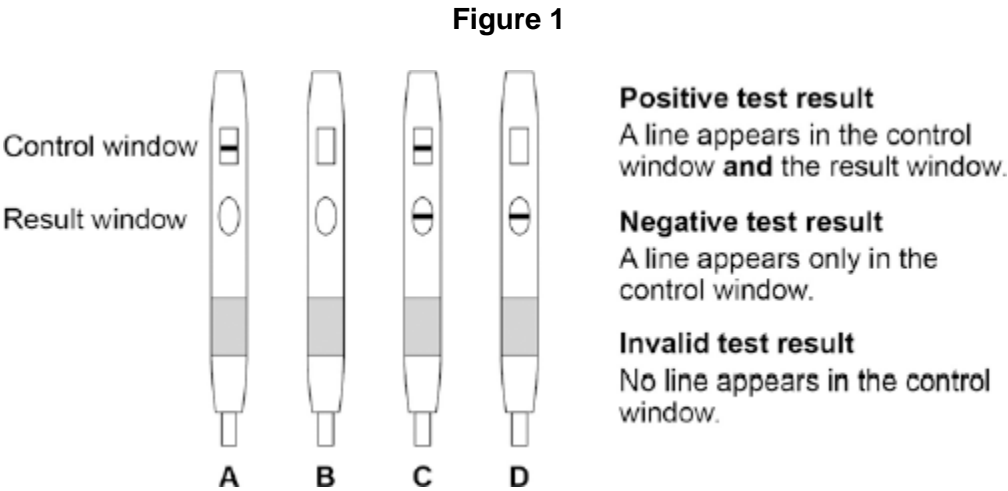 Figure 1
Control window
Result window
A
B
C
D
Positive test result
A line appears in the control
window and the result window.
Negative test result
A line appears only in the
control window.
Invalid test result
No line appears in the control
window.